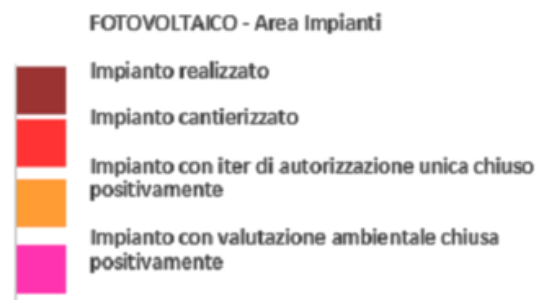 FOTOVOLTAICO - Area Impianti
Impianto realizzato
Impianto cantierizzato
Impianto con iter di autorizzazione unica chiuso
positivamente
Impianto con valutazione ambientale chiusa
positivamente